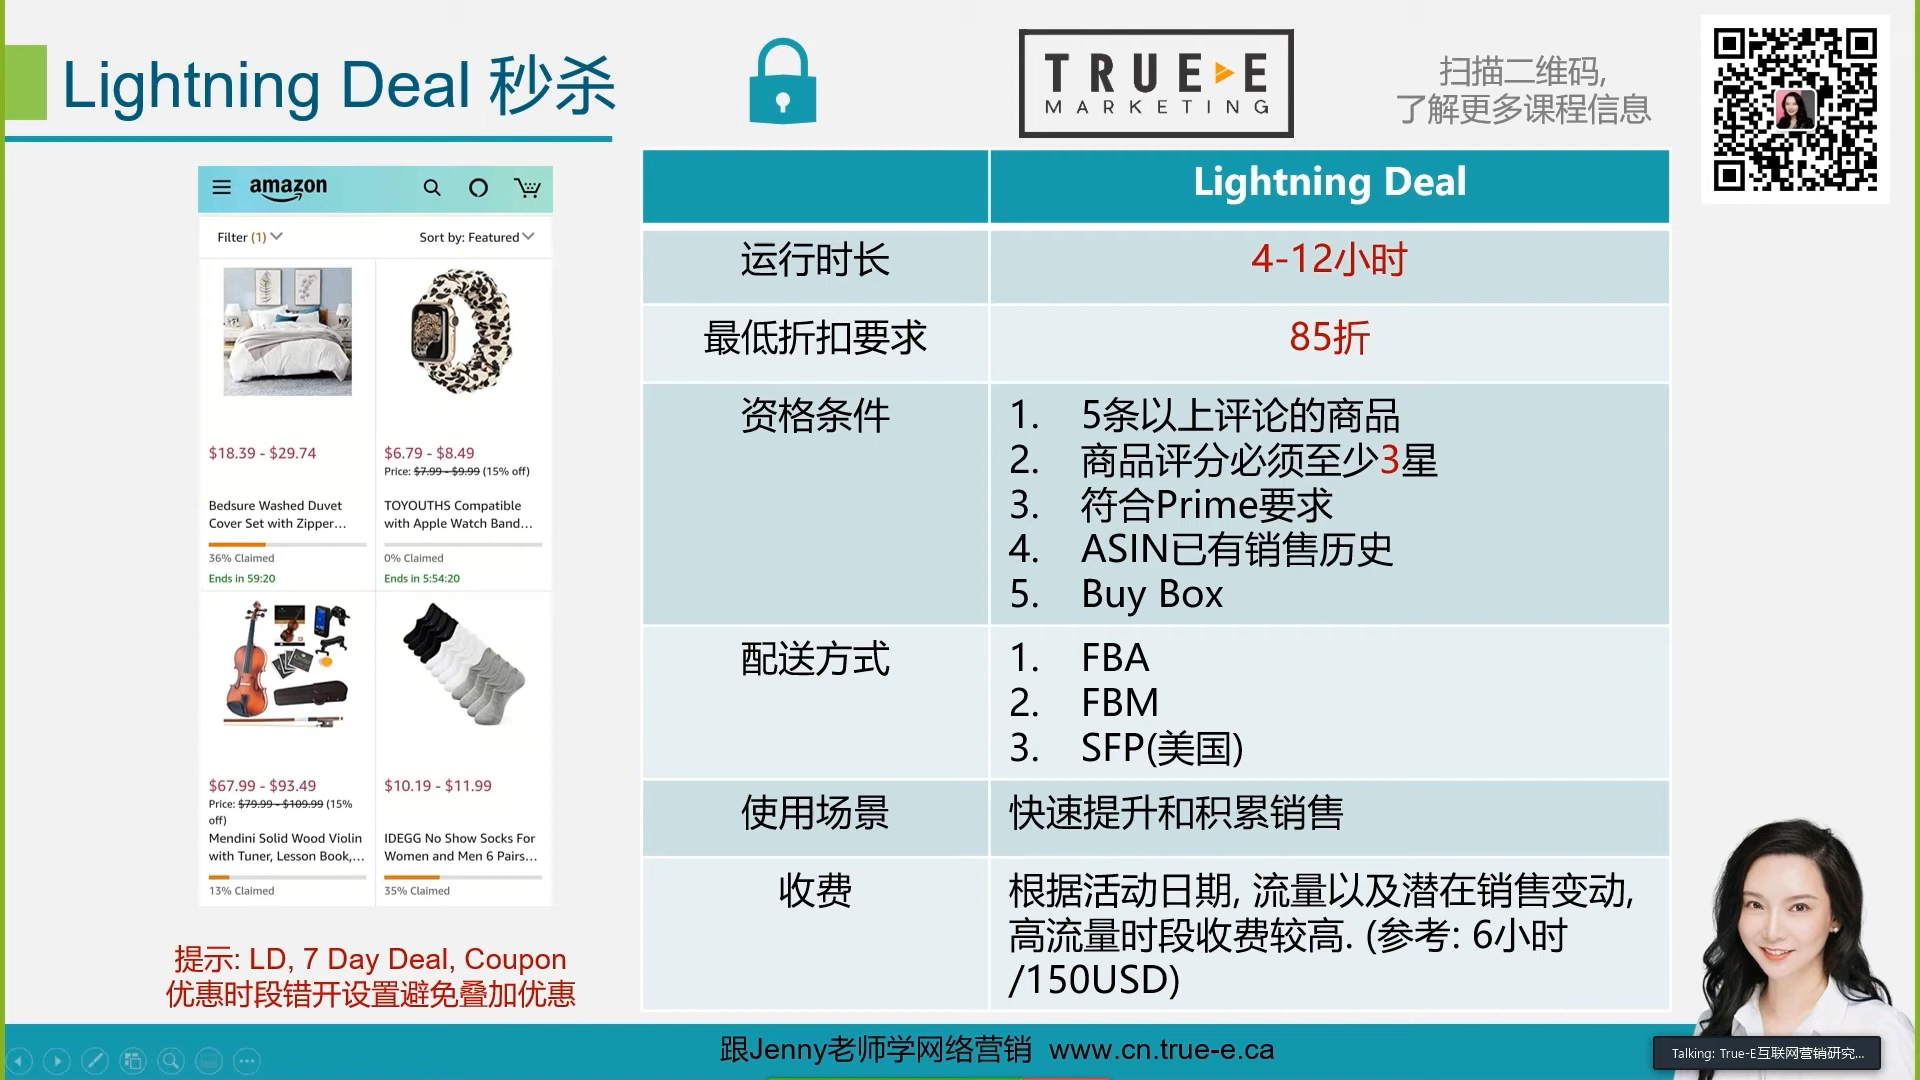 Lightning Deal 秒杀
TRUE E
MARKETING
扫描二维码,
了解更多课程信息
amazon
Filter (1)
Sort by: Featured
$18.39 - $29.74
Bedsure Washed Duvet
Cover Set with Zipper...
36% Claimed
Ends in 59:20
$6.79 - $8.49
Price: $7.99 - $9.99 (15% off)
TOYOUTHS Compatible
with Apple Watch Band...
0% Claimed
Ends in 5:54:20
$67.99 - $93.49
Price: $79.99 - $109.99 (15%
off)
Mendini Solid Wood Violin
with Tuner, Lesson Book,...
13% Claimed
$10.19 - $11.99
IDEGG No Show Socks For
Women and Men 6 Pairs...
35% Claimed
提示: LD, 7 Day Deal, Coupon
优惠时段错开设置避免叠加优惠
Lightning Deal
运行时长
4-12小时
最低折扣要求
85折
资格条件
1. 5条以上评论的商品
2. 商品评分必须至少3星
3. 符合Prime要求
4. ASIN已有销售历史
5. Buy Box
配送方式
1. FBA
2. FBM
3. SFP(美国)
使用场景
快速提升和积累销售
收费
根据活动日期, 流量以及潜在销售变动,
高流量时段收费较高. (参考: 6小时
/150USD)
跟Jenny老师学网络营销 www.cn.true-e.ca
Talking: True-E互联网营销研究...